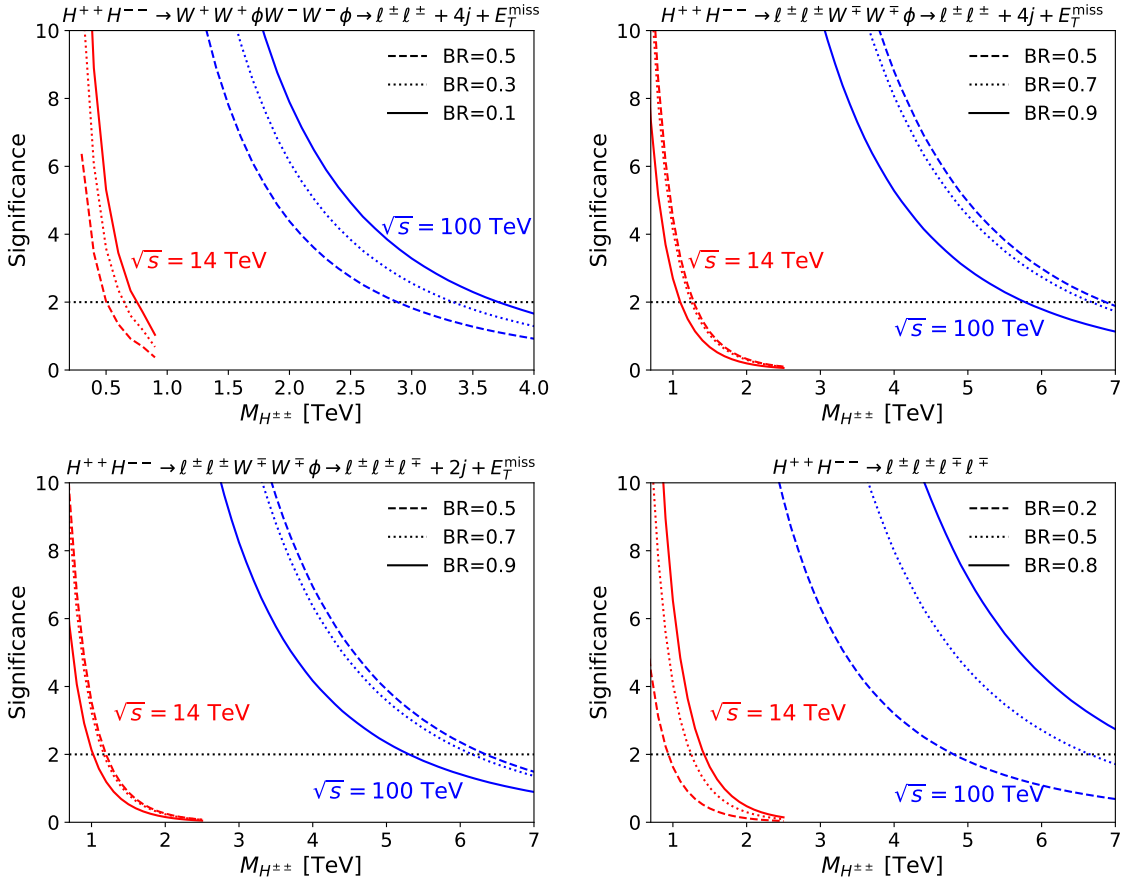 H⁺⁺H⁻⁻ → W⁺W⁺ϕW⁻W⁻ϕ → ℓ±ℓ± + 4j + E_T^miss
10
8
6
4
2
0
Significance
BR=0.5
BR=0.3
BR=0.1
√s = 100 TeV
√s = 14 TeV
0.5
1.0
1.5
2.0
2.5
3.0
3.5
4.0
M_H±± [TeV]
H⁺⁺H⁻⁻ → ℓ±ℓ±W∓W∓ϕ → ℓ±ℓ± + 4j + E_T^miss
10
8
6
4
2
0
Significance
BR=0.5
BR=0.7
BR=0.9
√s = 14 TeV
√s = 100 TeV
1
2
3
4
5
6
7
M_H±± [TeV]
H⁺⁺H⁻⁻ → ℓ±ℓ±W∓W∓ϕ → ℓ±ℓ±ℓ∓ + 2j + E_T^miss
10
8
6
4
2
0
Significance
BR=0.5
BR=0.7
BR=0.9
√s = 14 TeV
√s = 100 TeV
1
2
3
4
5
6
7
M_H±± [TeV]
H⁺⁺H⁻⁻ → ℓ±ℓ±ℓ∓ℓ∓
10
8
6
4
2
0
Significance
BR=0.2
BR=0.5
BR=0.8
√s = 14 TeV
√s = 100 TeV
1
2
3
4
5
6
7
M_H±± [TeV]